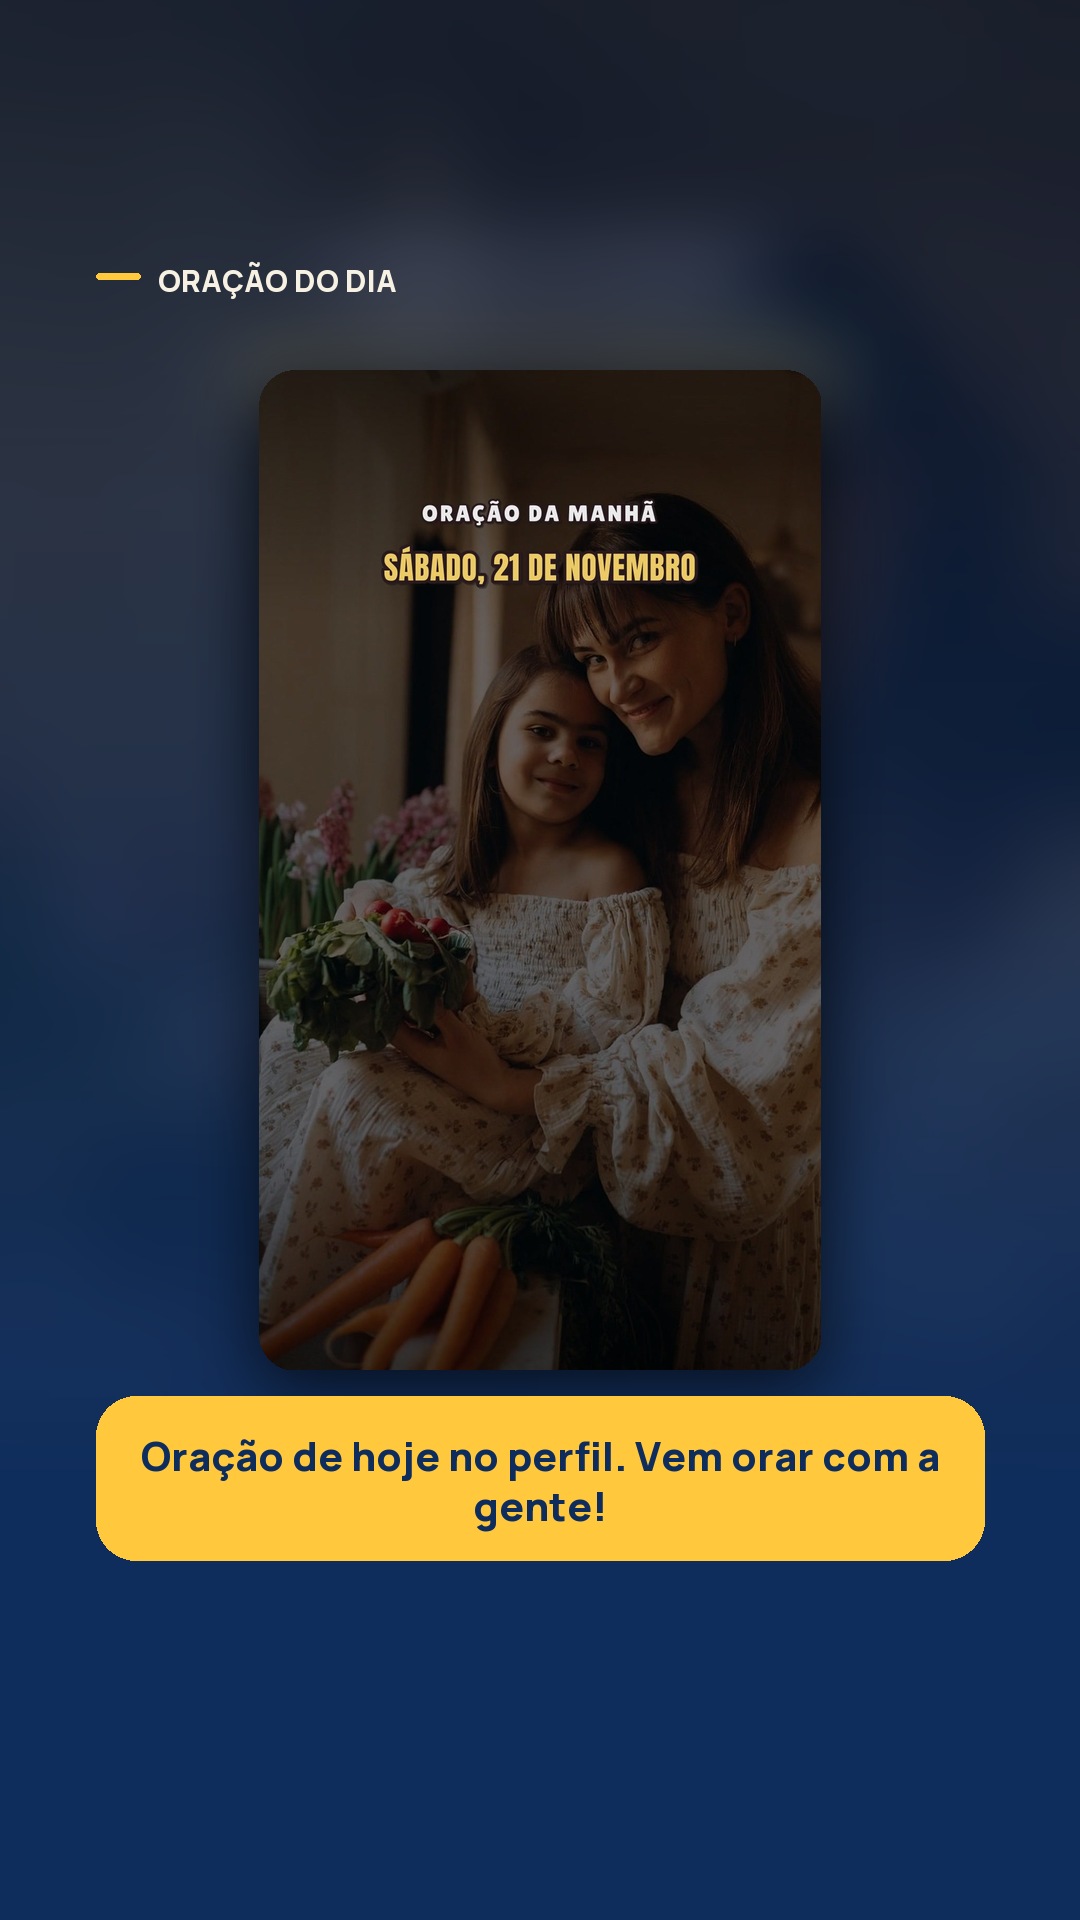 ORAÇÃO DO DIA
ORAÇÃO DA MANHÃ
SÁBADO, 21 DE NOVEMBRO
Oração de hoje no perfil. Vem orar com a
gente!